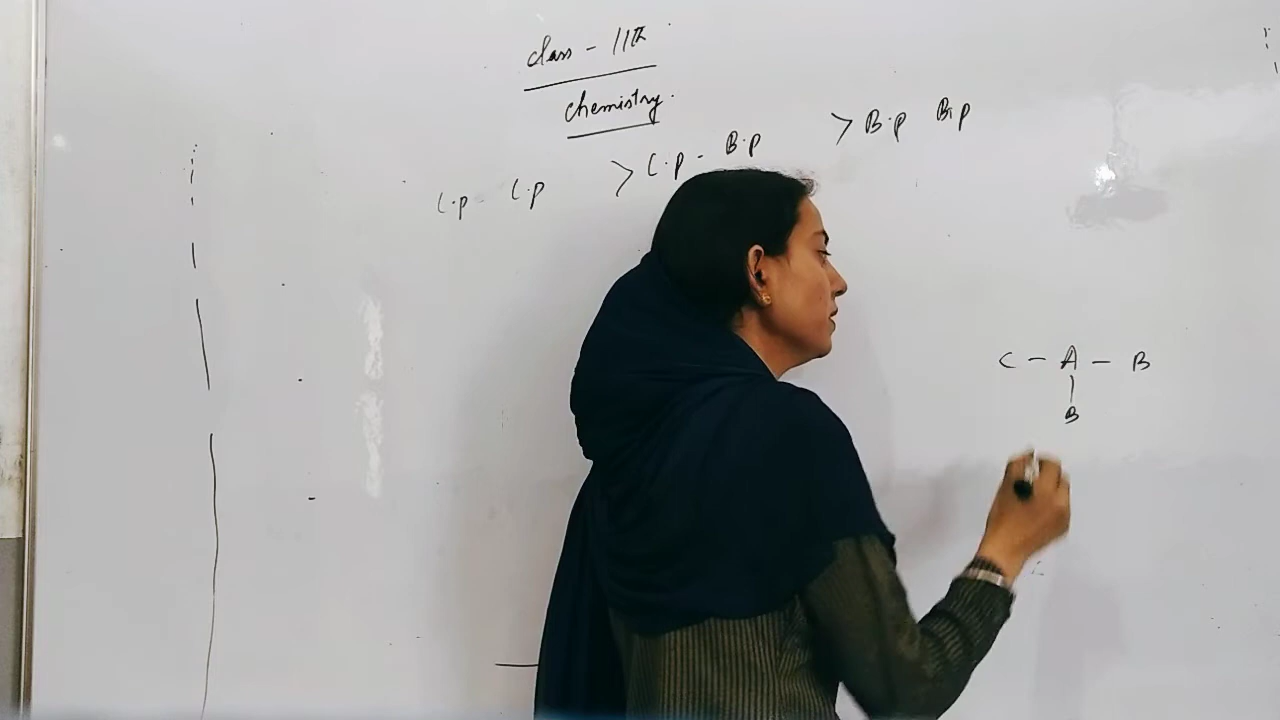 class - 11th
chemistry.
l.p - l.p > l.p - B.p > B.p B.p
C - A - B
B